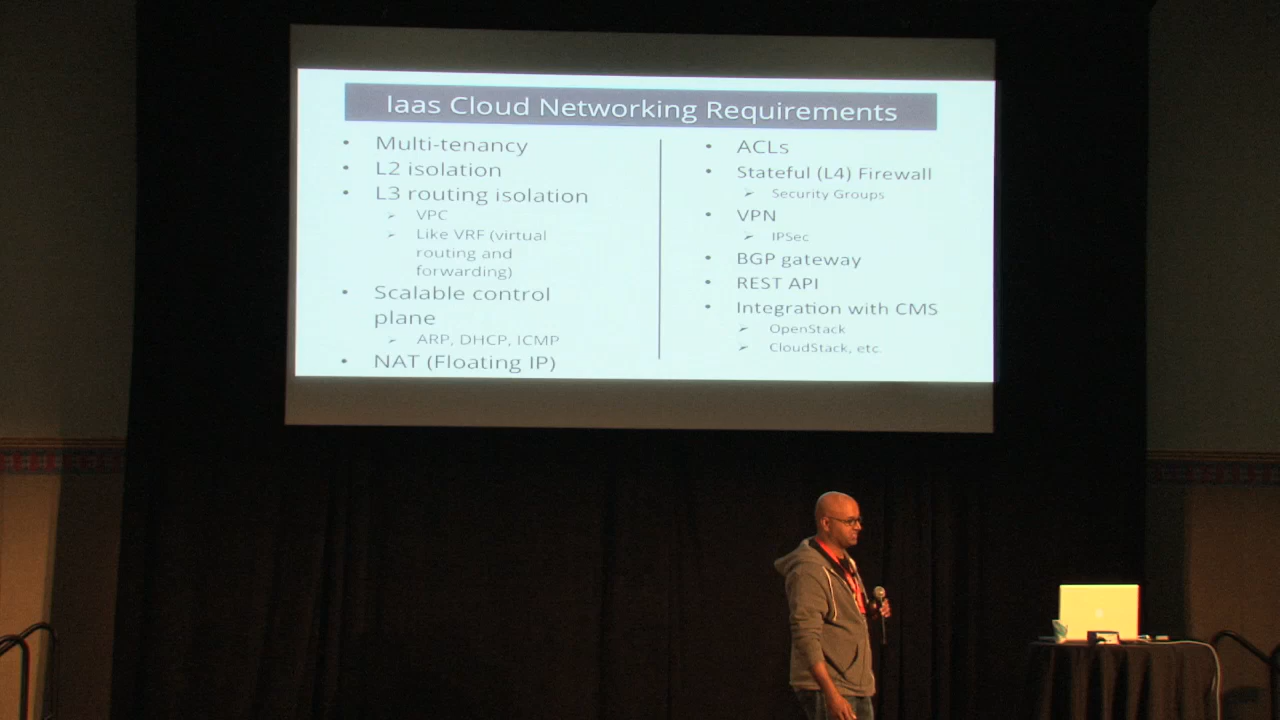 Iaas Cloud Networking Requirements
• Multi-tenancy
• L2 isolation
• L3 routing isolation
➢ VPC
➢ Like VRF (virtual
routing and
forwarding)
• Scalable control
plane
➢ ARP, DHCP, ICMP
• NAT (Floating IP)
• ACLs
• Stateful (L4) Firewall
➢ Security Groups
• VPN
➢ IPSec
• BGP gateway
• REST API
• Integration with CMS
➢ OpenStack
➢ CloudStack, etc.